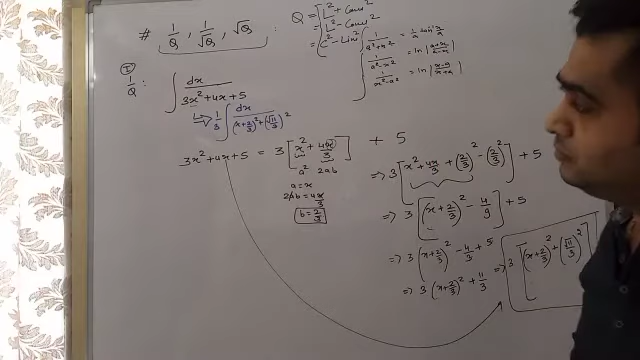 # 1/Q , 1/√Q , √Q
Q = L² + Cons²
= L² - Cons²
= C² - Lin²
∫ 1/(a²+x²) = 1/a tan⁻¹ x/a
1/(a²-x²) = ln |(a+x)/(a-x)|
1/(x²-a²) = ln |(x-a)/(x+a)|
① 1/Q : ∫ dx/(3x²+4x+5)
⇒ 1/3 ∫ dx/((x+2/3)²+(√11/3)²)
3x²+4x+5 = 3[x² + 4x/3] + 5
a² 2ab
a = x
2ab = 4x/3
b = 2/3
⇒ 3[x² + 4x/3 + (2/3)² - (2/3)²] + 5
⇒ 3[(x+2/3)² - 4/9] + 5
⇒ 3(x+2/3)² - 4/3 + 5
⇒ 3(x+2/3)² + 11/3
⇒ 3[(x+2/3)² + (√11/3)²]